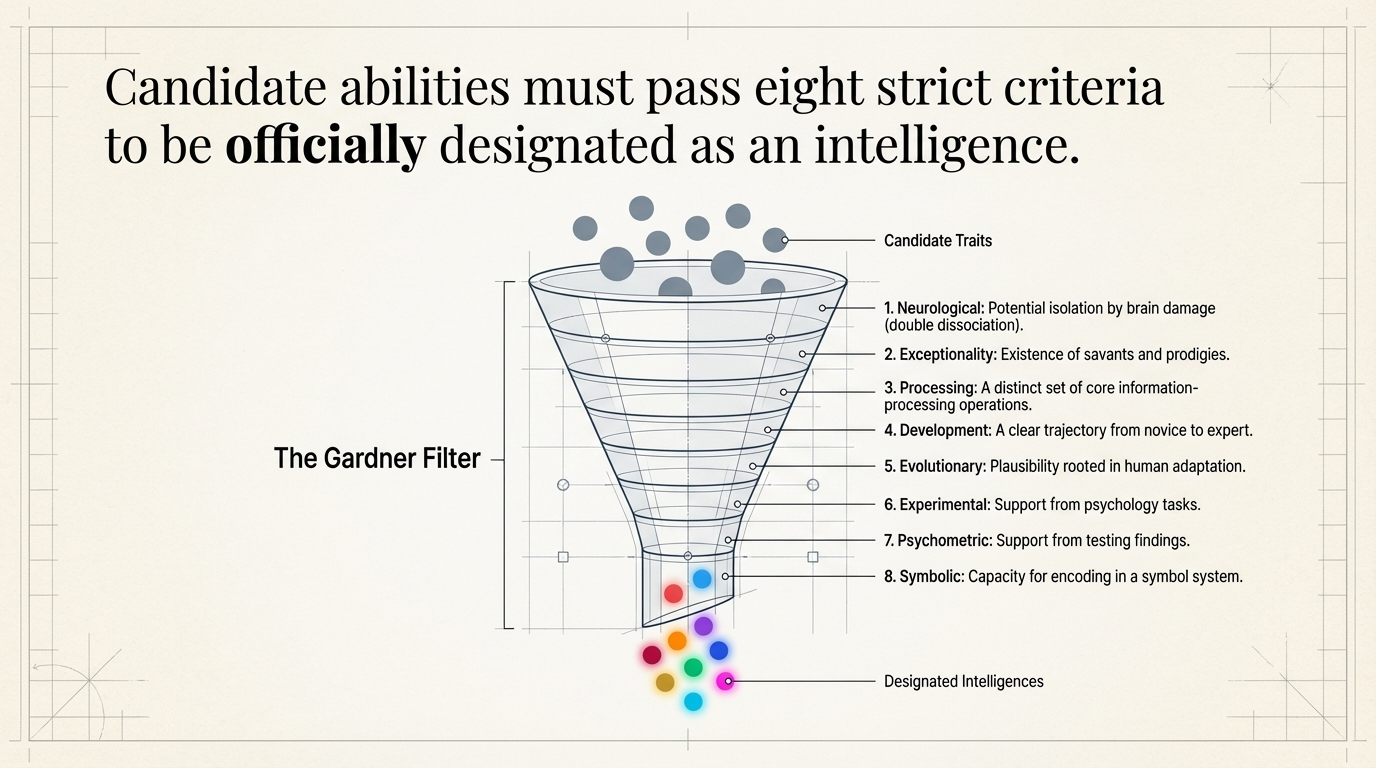 Candidate abilities must pass eight strict criteria
to be officially designated as an intelligence.
Candidate Traits
1. Neurological: Potential isolation by brain damage
(double dissociation).
2. Exceptionality: Existence of savants and prodigies.
3. Processing: A distinct set of core information-
processing operations.
4. Development: A clear trajectory from novice to expert.
The Gardner Filter
5. Evolutionary: Plausibility rooted in human adaptation.
6. Experimental: Support from psychology tasks.
7. Psychometric: Support from testing findings.
8. Symbolic: Capacity for encoding in a symbol system.
Designated Intelligences